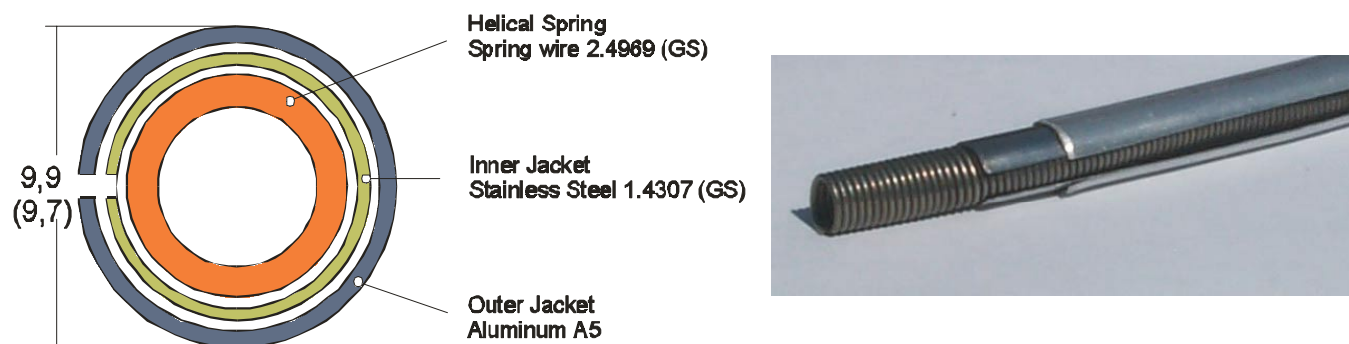 Helical Spring
Spring wire 2.4969 (GS)
9,9
(9,7)
Inner Jacket
Stainless Steel 1.4307 (GS)
Outer Jacket
Aluminum A5